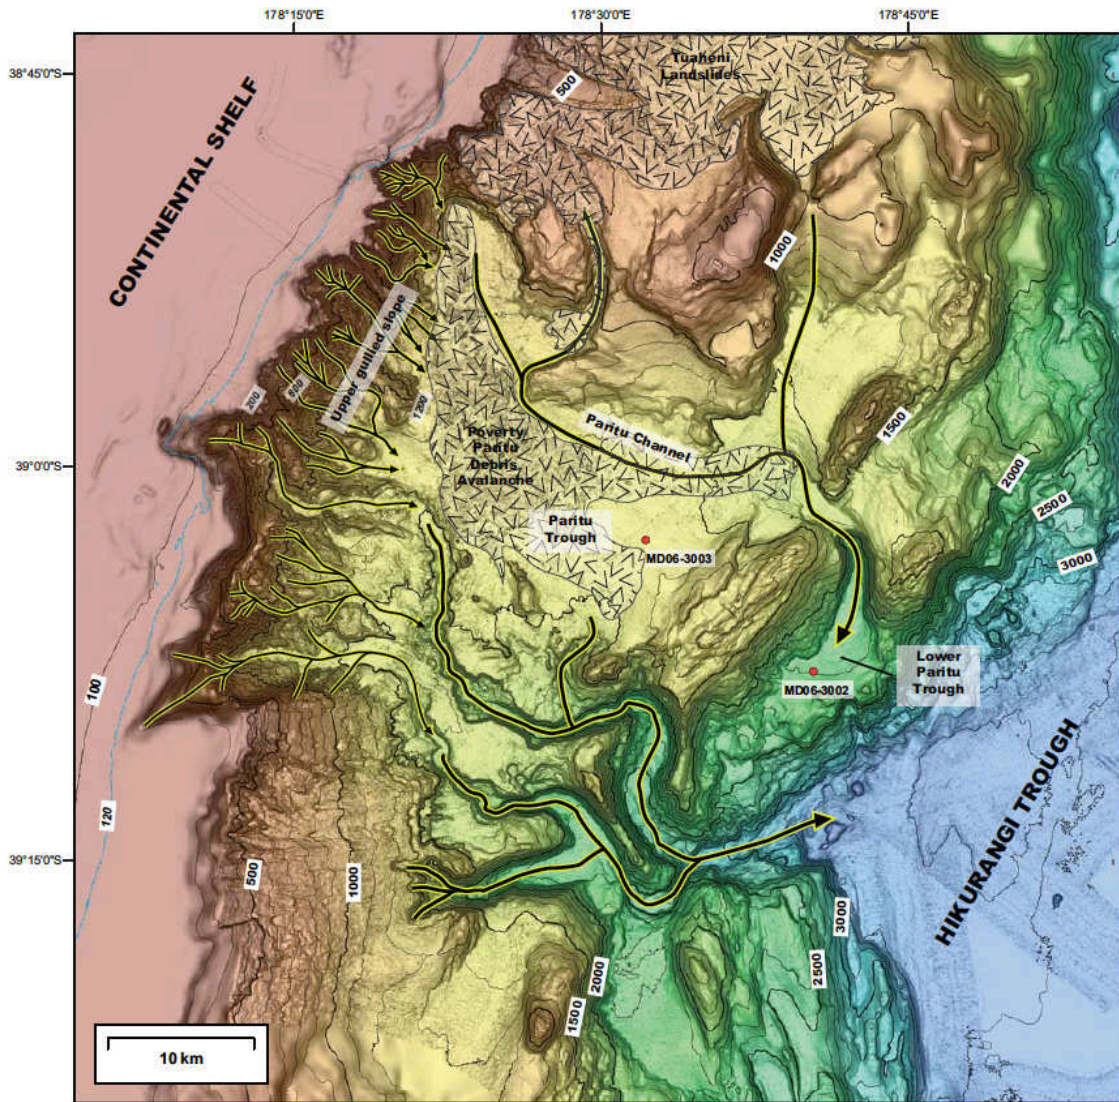 178°15'0"E
178°30'0"E
178°45'0"E
38°45'0"S
Tuaheni
Landslides
500
CONTINENTAL SHELF
1000
Upper gullied slope
200
800
1200
Paritu Channel
1500
Poverty
Paritu
Debris
Avalanche
39°0'0"S
2000
2500
3000
Paritu
Trough
MD06-3003
Lower
Paritu
Trough
MD06-3002
100
120
HIKURANGI TROUGH
39°15'0"S
500
1000
3000
2500
2000
1500
10 km